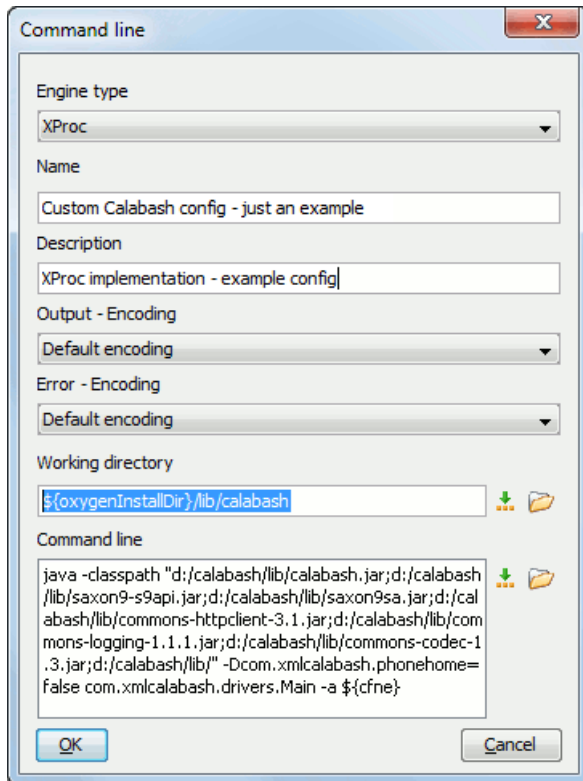 Command line
Engine type
XProc
Name
Custom Calabash config - just an example
Description
XProc implementation - example config
Output - Encoding
Default encoding
Error - Encoding
Default encoding
Working directory
${oxygenInstallDir}/lib/calabash
Command line
java -classpath "d:/calabash/lib/calabash.jar;d:/calabash
/lib/saxon9-s9api.jar;d:/calabash/lib/saxon9sa.jar;d:/cal
abash/lib/commons-httpclient-3.1.jar;d:/calabash/lib/com
mons-logging-1.1.1.jar;d:/calabash/lib/commons-codec-1
.3.jar;d:/calabash/lib/" -Dcom.xmlcalabash.phonehome=
false com.xmlcalabash.drivers.Main -a ${cfne}
OK Cancel